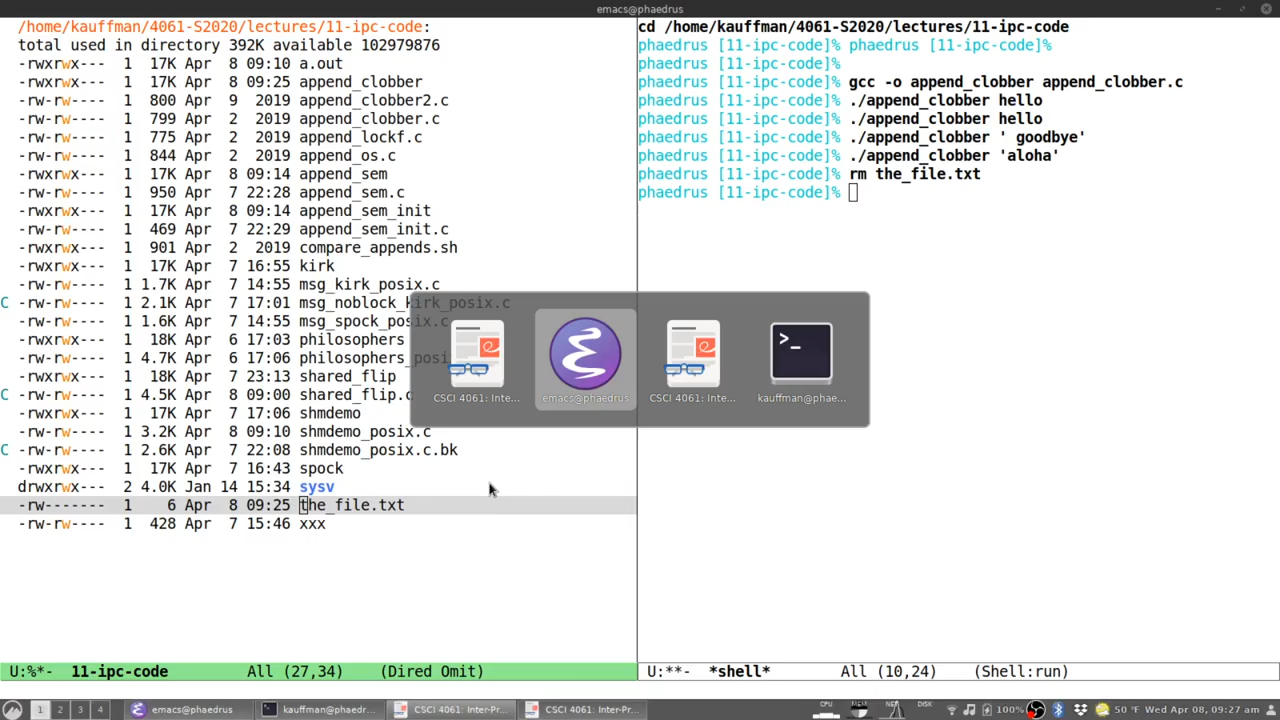 emacs@phaedrus
/home/kauffman/4061-S2020/lectures/11-ipc-code:
total used in directory 392K available 102979876
-rwxrwx--- 1 17K Apr 8 09:10 a.out
-rwxrwx--- 1 17K Apr 8 09:25 append_clobber
-rw-rw---- 1 800 Apr 9 2019 append_clobber2.c
-rw-rw---- 1 799 Apr 2 2019 append_clobber.c
-rw-rw---- 1 775 Apr 2 2019 append_lockf.c
-rw-rw---- 1 844 Apr 2 2019 append_os.c
-rwxrwx--- 1 17K Apr 8 09:14 append_sem
-rw-rw---- 1 950 Apr 7 22:28 append_sem.c
-rwxrwx--- 1 17K Apr 8 09:14 append_sem_init
-rw-rw---- 1 469 Apr 7 22:29 append_sem_init.c
-rwxrwx--- 1 901 Apr 2 2019 compare_appends.sh
-rwxrwx--- 1 17K Apr 7 16:55 kirk
-rw-rw---- 1 1.7K Apr 7 14:55 msg_kirk_posix.c
C -rw-rw---- 1 2.1K Apr 7 17:01 msg_noblock_kirk_posix.c
-rw-rw---- 1 1.6K Apr 7 14:55 msg_spock_posix.c
-rwxrwx--- 1 18K Apr 6 17:03 philosophers
-rw-rw---- 1 4.7K Apr 6 17:06 philosophers_posi
-rwxrwx--- 1 18K Apr 7 23:13 shared_flip
C -rw-rw---- 1 4.5K Apr 8 09:00 shared_flip.c
-rwxrwx--- 1 17K Apr 7 17:06 shmdemo
-rw-rw---- 1 3.2K Apr 8 09:10 shmdemo_posix.c
C -rw-rw---- 1 2.6K Apr 7 22:08 shmdemo_posix.c.bk
-rwxrwx--- 1 17K Apr 7 16:43 spock
drwxrwx--- 2 4.0K Jan 14 15:34 sysv
-rw------- 1 6 Apr 8 09:25 the_file.txt
-rw-rw---- 1 428 Apr 7 15:46 xxx
U:%*- 11-ipc-code All (27,34) (Dired Omit)
cd /home/kauffman/4061-S2020/lectures/11-ipc-code
phaedrus [11-ipc-code]% phaedrus [11-ipc-code]%
phaedrus [11-ipc-code]%
phaedrus [11-ipc-code]% gcc -o append_clobber append_clobber.c
phaedrus [11-ipc-code]% ./append_clobber hello
phaedrus [11-ipc-code]% ./append_clobber hello
phaedrus [11-ipc-code]% ./append_clobber ' goodbye'
phaedrus [11-ipc-code]% ./append_clobber 'aloha'
phaedrus [11-ipc-code]% rm the_file.txt
phaedrus [11-ipc-code]%
U:**- *shell* All (10,24) (Shell:run)
CSCI 4061: Inte...
emacs@phaedrus
CSCI 4061: Inte...
kauffman@phae...
1 2 3 4 emacs@phaedrus kauffman@phaedr... CSCI 4061: Inter-Pr... CSCI 4061: Inter-Pr... CPU MEM NET DISK 100% 50 °F Wed Apr 08, 09:27 am